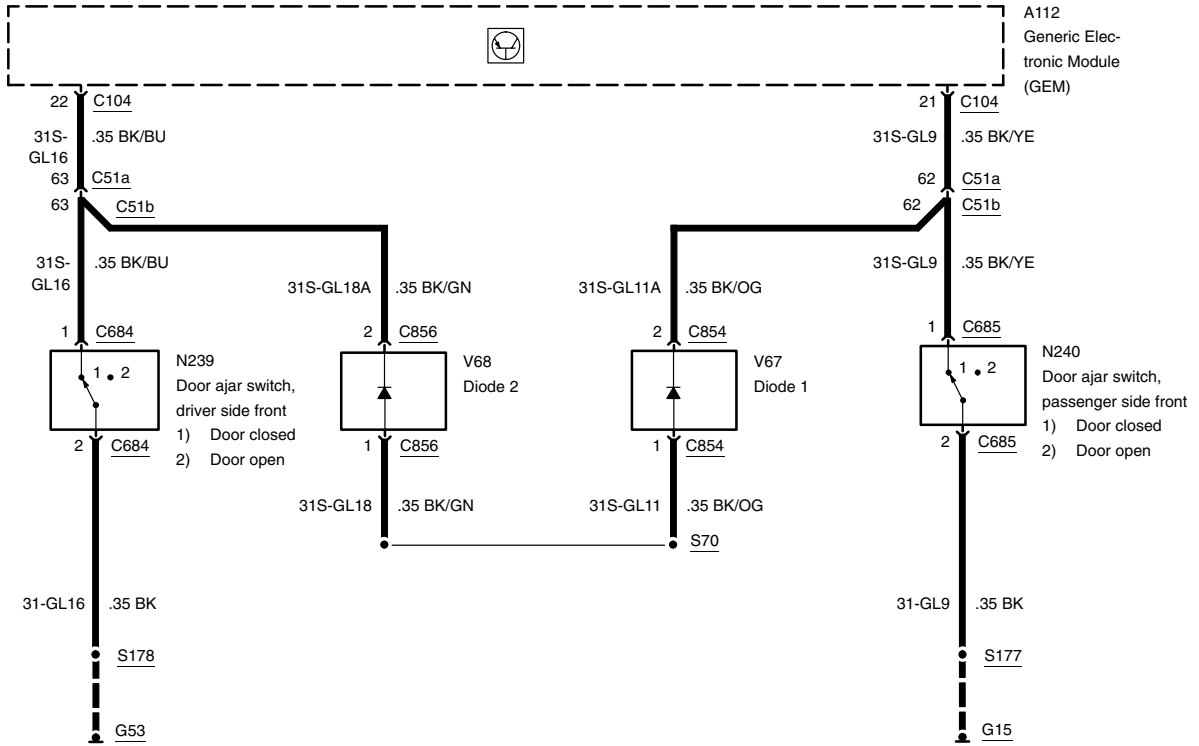 A112
Generic Elec-
tronic Module
(GEM)
22 C104
21 C104
31S-
GL16
.35 BK/BU
31S-GL9 .35 BK/YE
63 C51a
62 C51a
63 C51b
62 C51b
31S-
GL16
.35 BK/BU
31S-GL18A .35 BK/GN
31S-GL11A .35 BK/OG
31S-GL9 .35 BK/YE
1 C684
2 C856
2 C854
1 C685
1 2
N239
Door ajar switch,
driver side front
1) Door closed
2) Door open
V68
Diode 2
V67
Diode 1
1 2
N240
Door ajar switch,
passenger side front
1) Door closed
2) Door open
2 C684
1 C856
1 C854
2 C685
31S-GL18 .35 BK/GN
31S-GL11 .35 BK/OG
S70
31-GL16 .35 BK
31-GL9 .35 BK
S178
S177
G53
G15